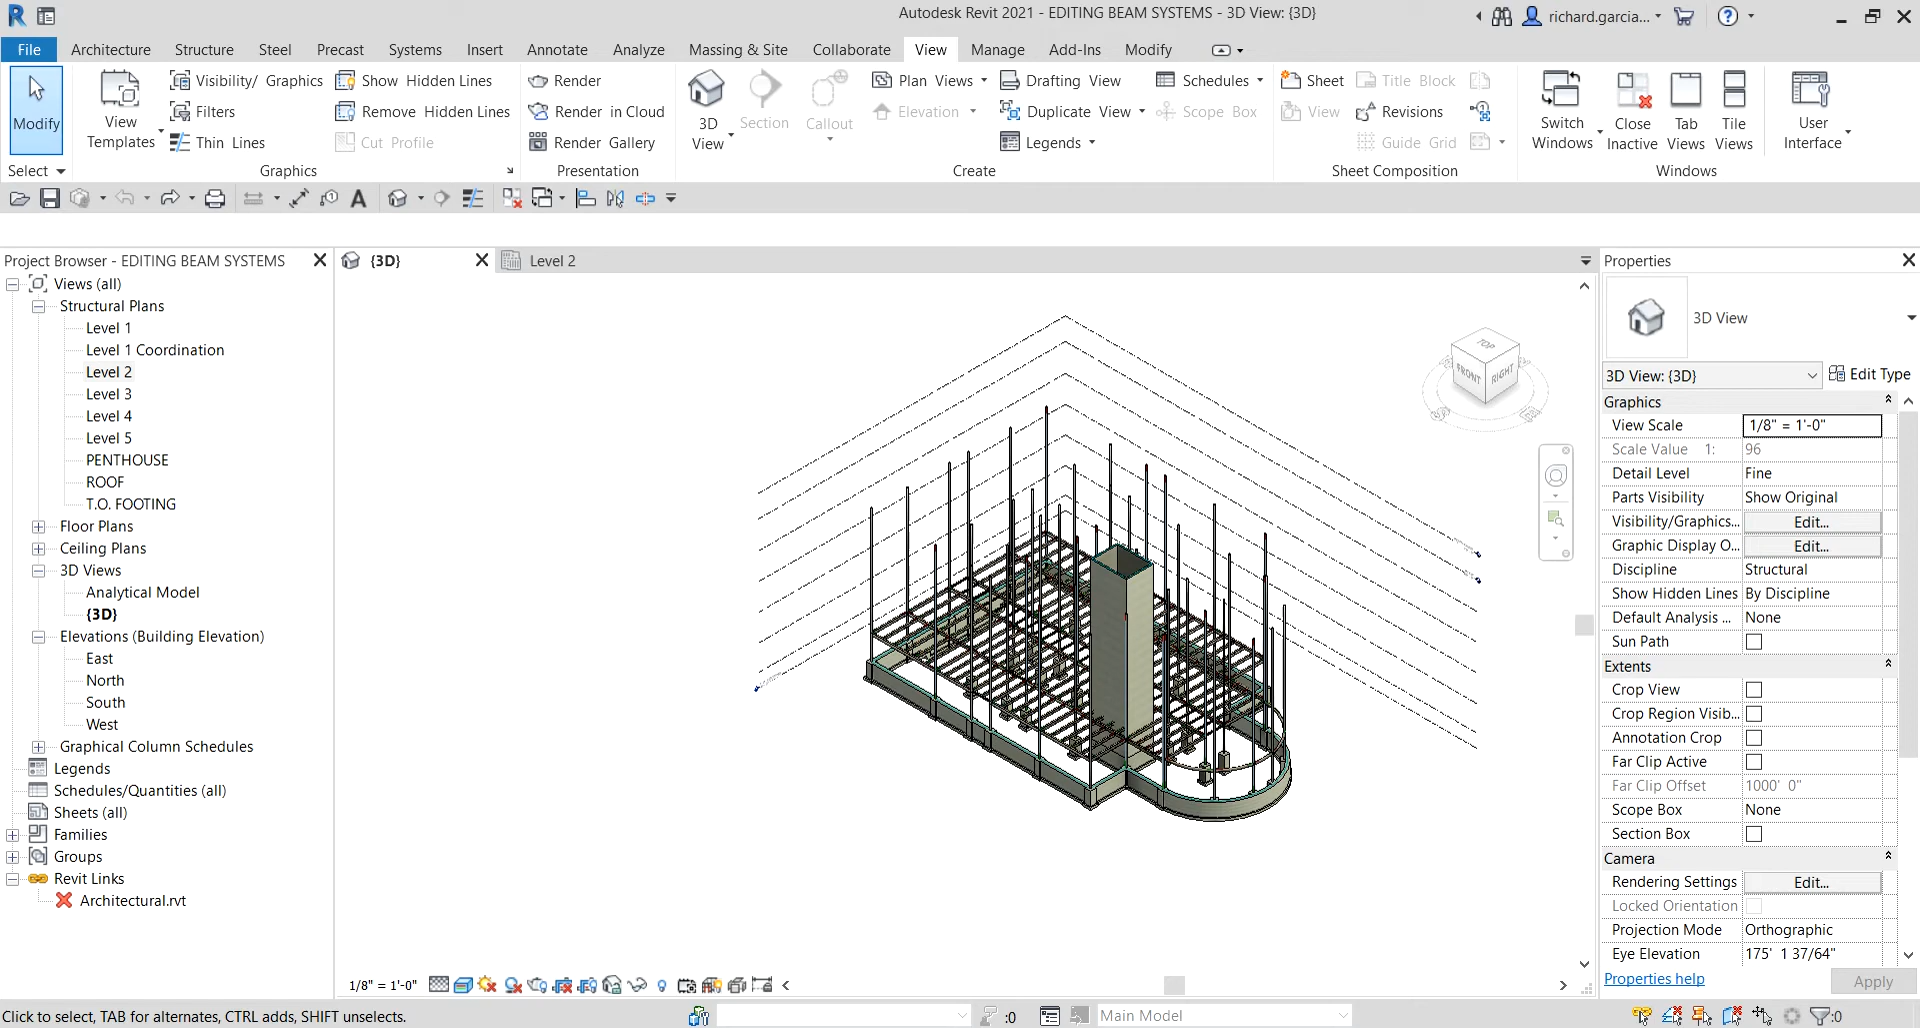 Autodesk Revit 2021 - EDITING BEAM SYSTEMS - 3D View: {3D}
richard.garcia...
File Architecture Structure Steel Precast Systems Insert Annotate Analyze Massing & Site Collaborate View Manage Add-Ins Modify
Modify
Select
View
Templates
Visibility/ Graphics
Filters
Thin Lines
Show Hidden Lines
Remove Hidden Lines
Cut Profile
Graphics
Render
Render in Cloud
Render Gallery
Presentation
3D
View
Section
Callout
Plan Views
Elevation
Drafting View
Duplicate View
Legends
Schedules
Scope Box
Create
Sheet
View
Title Block
Revisions
Guide Grid
Sheet Composition
Switch
Windows
Close
Inactive
Tab
Views
Tile
Views
Windows
User
Interface
Project Browser - EDITING BEAM SYSTEMS
Views (all)
Structural Plans
Level 1
Level 1 Coordination
Level 2
Level 3
Level 4
Level 5
PENTHOUSE
ROOF
T.O. FOOTING
Floor Plans
Ceiling Plans
3D Views
Analytical Model
{3D}
Elevations (Building Elevation)
East
North
South
West
Graphical Column Schedules
Legends
Schedules/Quantities (all)
Sheets (all)
Families
Groups
Revit Links
Architectural.rvt
{3D}
Level 2
TOP
FRONT
RIGHT
Properties
3D View
3D View: {3D}
Edit Type
Graphics
View Scale 1/8" = 1'-0"
Scale Value 1: 96
Detail Level Fine
Parts Visibility Show Original
Visibility/Graphics... Edit...
Graphic Display O... Edit...
Discipline Structural
Show Hidden Lines By Discipline
Default Analysis ... None
Sun Path
Extents
Crop View
Crop Region Visib...
Annotation Crop
Far Clip Active
Far Clip Offset 1000' 0"
Scope Box None
Section Box
Camera
Rendering Settings Edit...
Locked Orientation
Projection Mode Orthographic
Eye Elevation 175' 1 37/64"
Properties help
Apply
1/8" = 1'-0"
Click to select, TAB for alternates, CTRL adds, SHIFT unselects.
:0
Main Model
:0